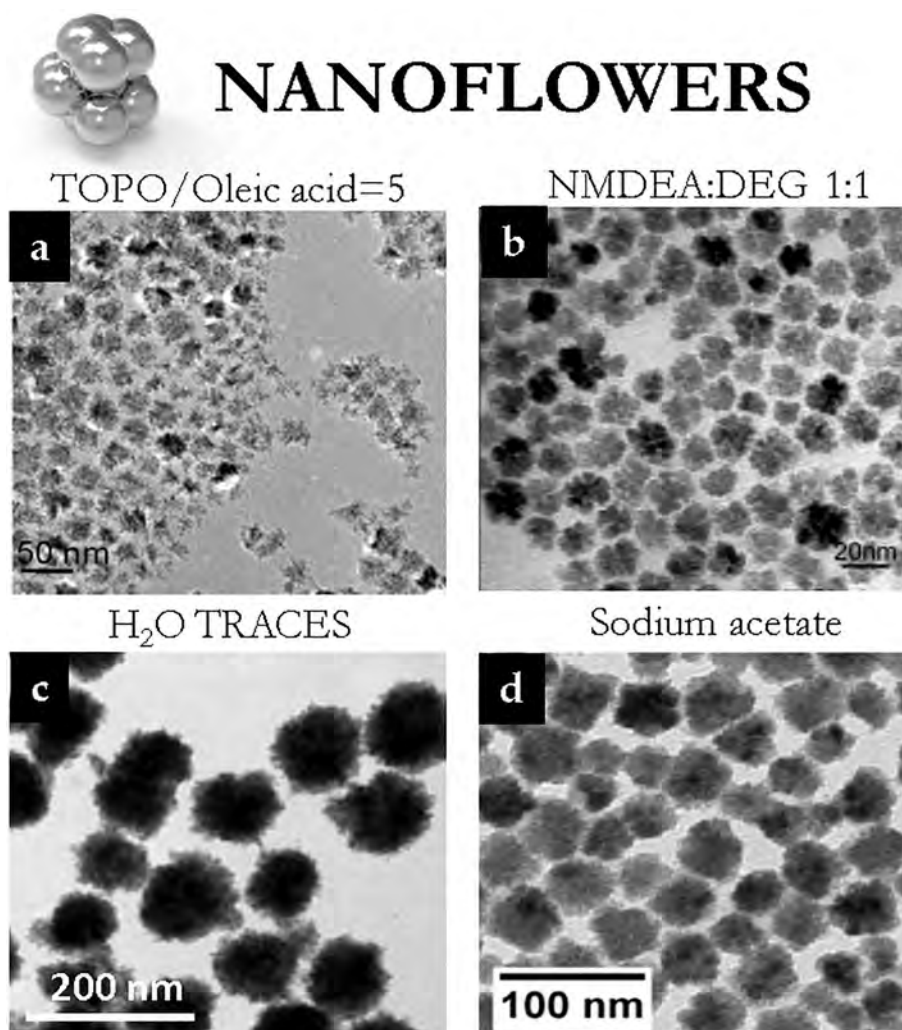 NANOFLOWERS
TOPO/Oleic acid=5
NMDEA:DEG 1:1
a
b
50 nm
20nm
H₂O TRACES
Sodium acetate
c
d
200 nm
100 nm